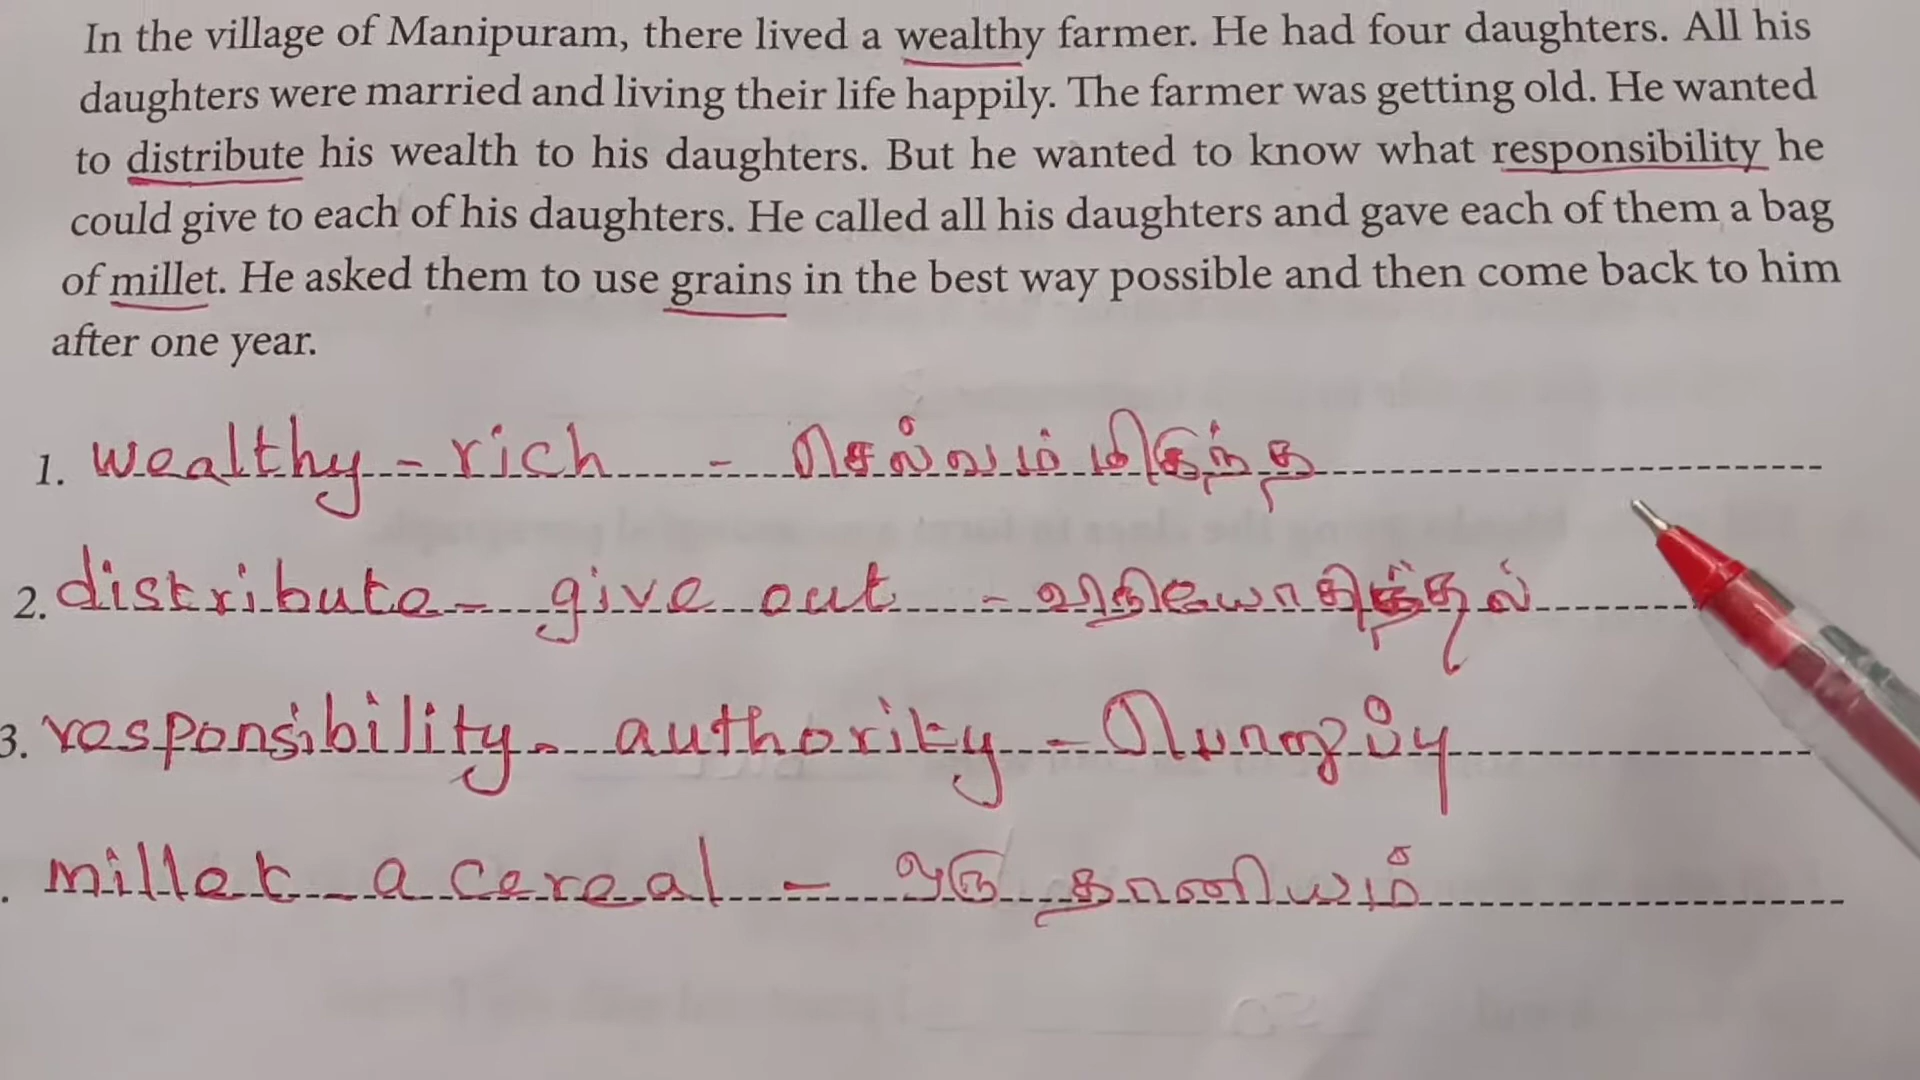 In the village of Manipuram, there lived a wealthy farmer. He had four daughters. All his
daughters were married and living their life happily. The farmer was getting old. He wanted
to distribute his wealth to his daughters. But he wanted to know what responsibility he
could give to each of his daughters. He called all his daughters and gave each of them a bag
of millet. He asked them to use grains in the best way possible and then come back to him
after one year.
1. wealthy - rich - செல்வம் மிகுந்த
2. distribute - give out -
3. responsibility - authority - பொறுப்பு
. millet - a cereal - ஒரு தானியம்